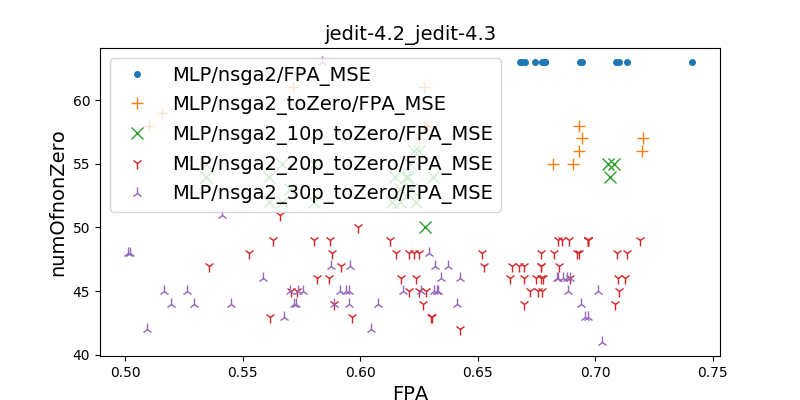 jedit-4.2_jedit-4.3
MLP/nsga2/FPA_MSE
MLP/nsga2_toZero/FPA_MSE
MLP/nsga2_10p_toZero/FPA_MSE
MLP/nsga2_20p_toZero/FPA_MSE
MLP/nsga2_30p_toZero/FPA_MSE
numOfnonZero
60
55
50
45
40
0.50 0.55 0.60 0.65 0.70 0.75
FPA